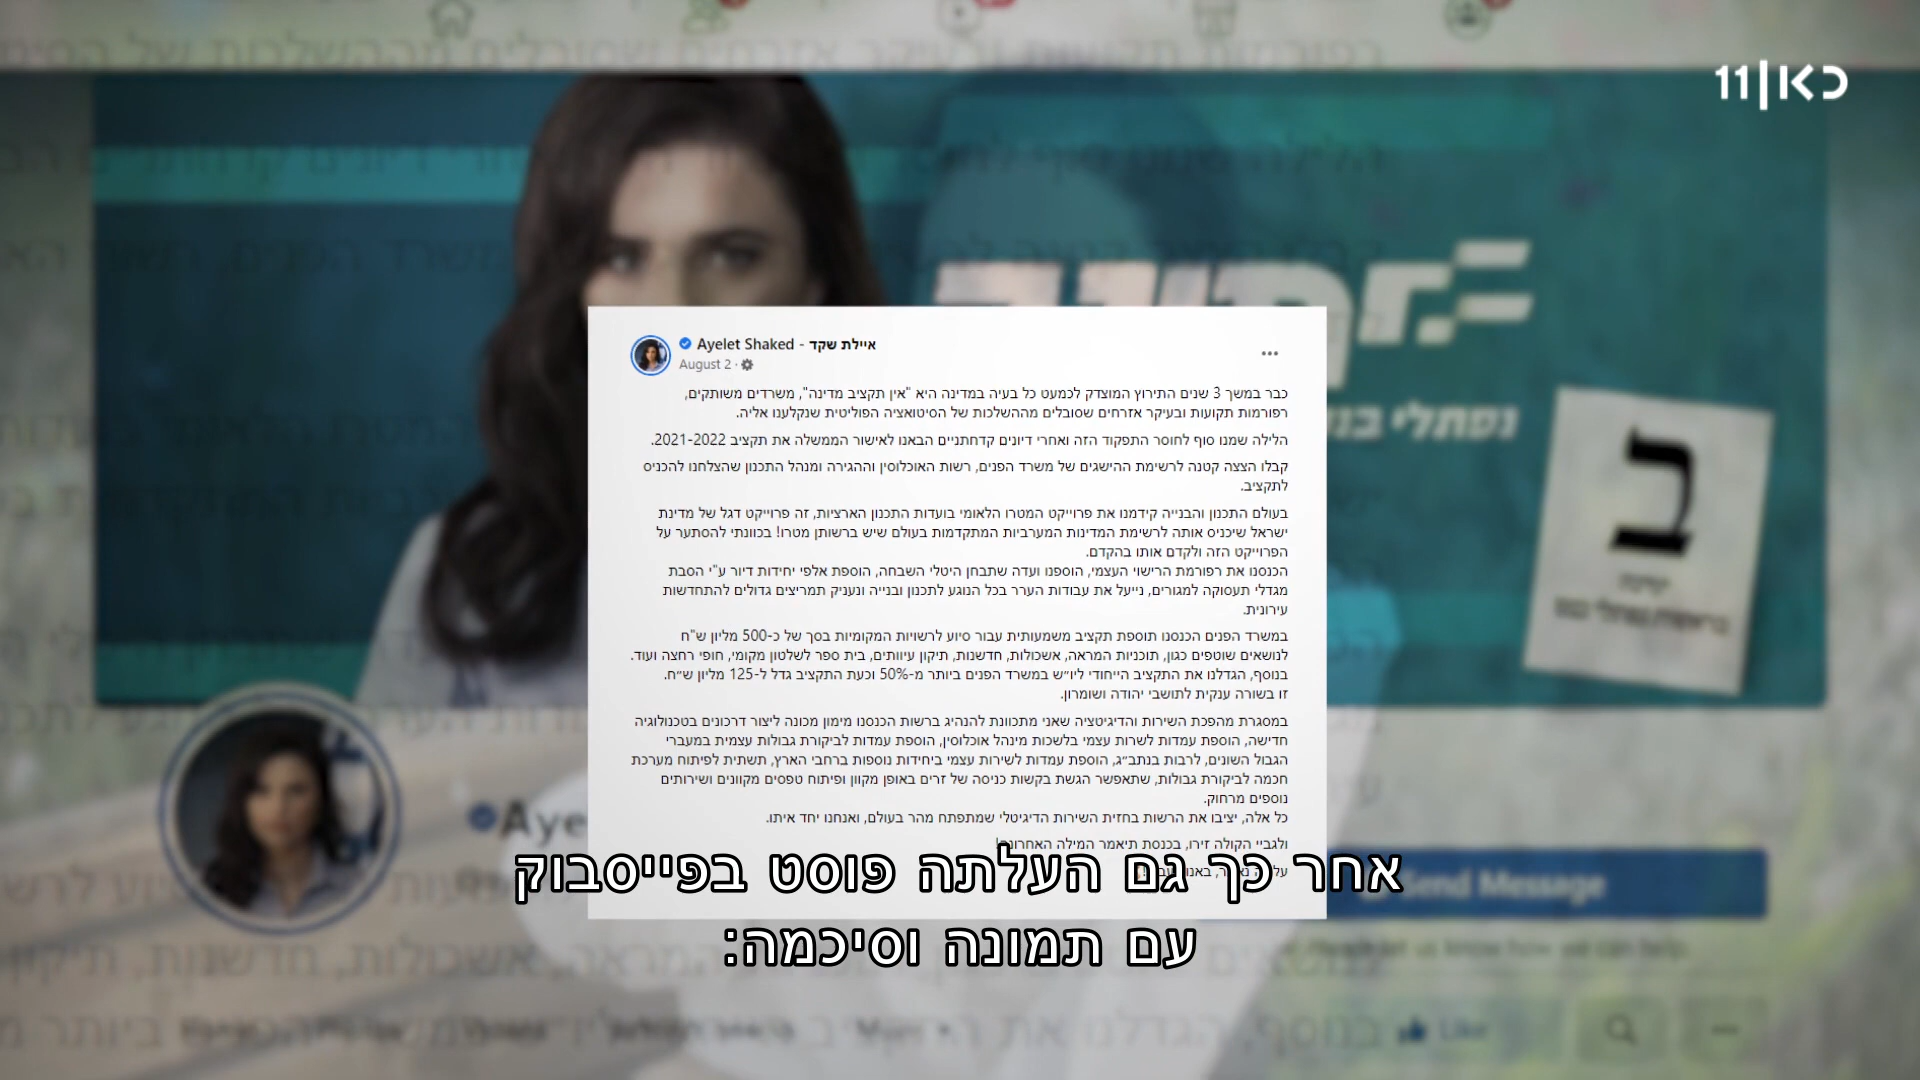 כאן|11
Ayelet Shaked - איילת שקד
August 2
כבר במשך 3 שנים התירוץ המוצדק לכמעט כל בעיה במדינה היא "אין תקציב מדינה", משרדים משותקים,
רפורמות תקועות ובעיקר אזרחים שסובלים מההשלכות של הסיטואציה הפוליטית שנקלענו אליה.
הלילה שמנו סוף לחוסר התפקוד הזה ואחרי דיונים קדחתניים הבאנו לאישור הממשלה את תקציב 2021-2022.
קבלו הצצה קטנה לרשימת ההישגים של משרד הפנים, רשות האוכלוסין וההגירה ומנהל התכנון שהצלחנו להכניס
לתקציב.
בעולם התכנון והבנייה קידמנו את פרוייקט המטרו הלאומי בועדות התכנון הארציות, זה פרוייקט דגל של מדינת
ישראל שיכניס אותה לרשימת המדינות המערביות המתקדמות בעולם שיש ברשותן מטרו! בכוונתי להסתער על
הפרוייקט הזה ולקדם אותו בהקדם.
הכנסנו את רפורמת הרישוי העצמי, הוספנו ועדה שתבחן היטלי השבחה, הוספת אלפי יחידות דיור ע"י הסבת
מגדלי תעסוקה למגורים, נייעל את עבודות הערר בכל הנוגע לתכנון ובנייה ונעניק תמריצים גדולים להתחדשות
עירונית.
במשרד הפנים הכנסנו תוספת תקציב משמעותית עבור סיוע לרשויות המקומיות בסך של כ-500 מליון ש"ח
לנושאים שוטפים כגון, תוכניות המראה, אשכולות, חדשנות, תיקון עיוותים, בית ספר לשלטון מקומי, חופי רחצה ועוד.
בנוסף, הגדלנו את התקציב הייחודי ליו״ש במשרד הפנים ביותר מ-50% וכעת התקציב גדל ל-125 מליון ש״ח.
זו בשורה ענקית לתושבי יהודה ושומרון.
במסגרת מהפכת השירות והדיגיטציה שאני מתכוונת להנהיג ברשות הכנסנו מימון מכונה ליצור דרכונים בטכנולוגיה
חדישה, הוספת עמדות לשרות עצמי בלשכות מינהל אוכלוסין, הוספת עמדות לביקורת גבולות עצמית במעברי
הגבול השונים, לרבות בנתב״ג, הוספת עמדות לשירות עצמי ביחידות נוספות ברחבי הארץ, תשתית לפיתוח מערכת
חכמה לביקורת גבולות, שתאפשר הגשת בקשות כניסה של זרים באופן מקוון ופיתוח טפסים מקוונים ושירותים
נוספים מרחוק.
כל אלה, יציבו את הרשות בחזית השירות הדיגיטלי שמתפתח מהר בעולם, ואנחנו יחד איתו.
ולגביי הקולה זירו, בכנסת תיאמר המילה האחרונה!
אחר כך גם העלתה פוסט בפייסבוק
עם תמונה וסיכמה:
נפתלי
ב
Aye
Send Message
Like